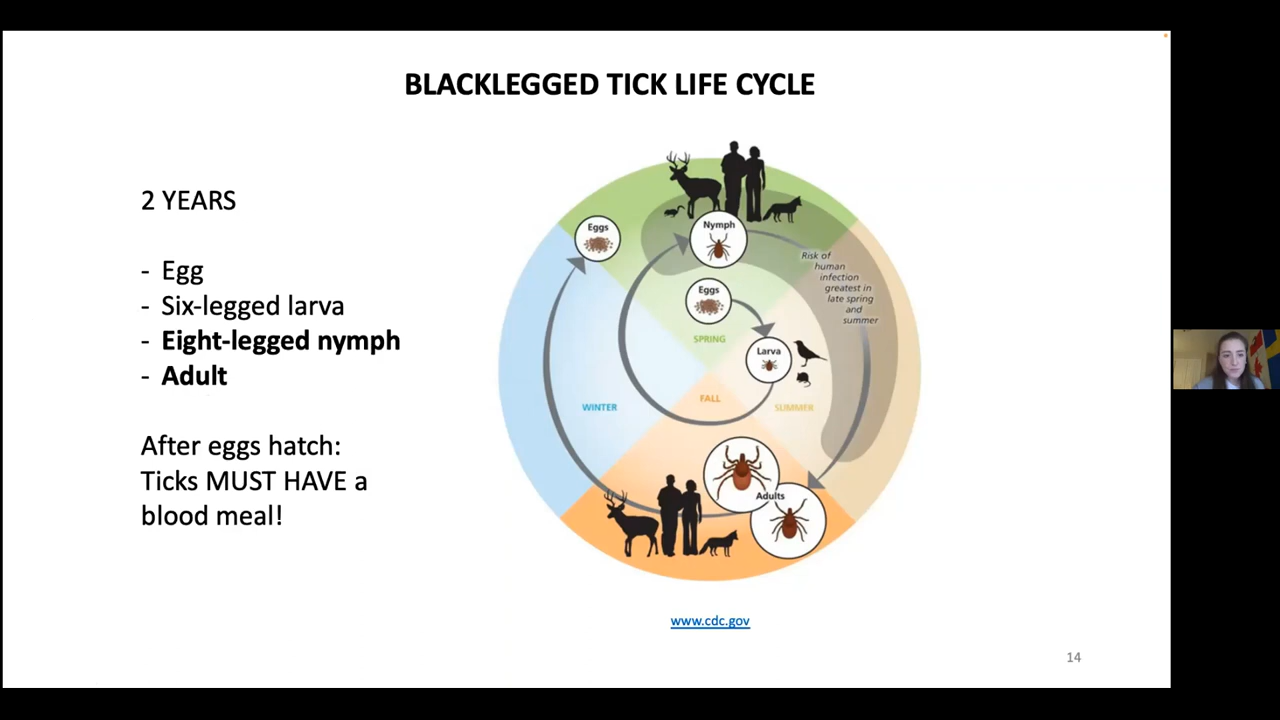 BLACKLEGGED TICK LIFE CYCLE
2 YEARS
- Egg
- Six-legged larva
- Eight-legged nymph
- Adult
After eggs hatch:
Ticks MUST HAVE a
blood meal!
Eggs
Nymph
Risk of
human
infection
greatest in
late spring
and
summer
Eggs
SPRING
Larva
FALL
WINTER
SUMMER
Adults
www.cdc.gov
14